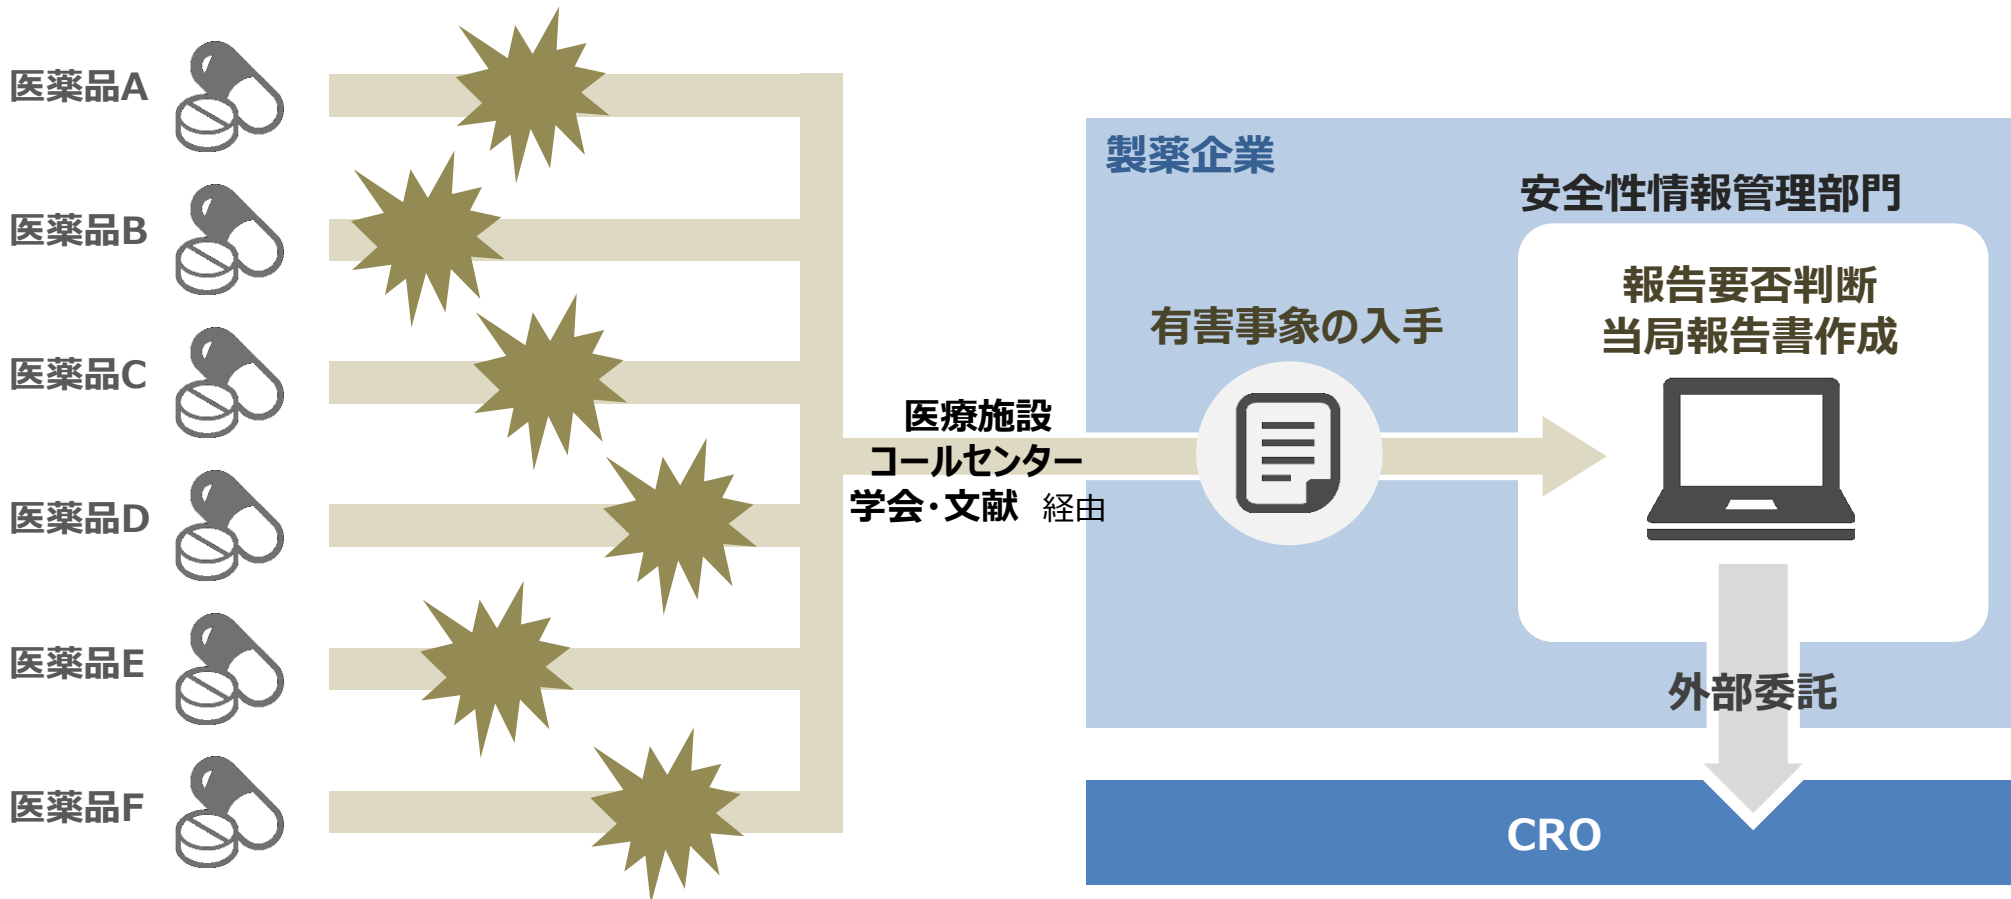 医薬品A
医薬品B
医薬品C
医薬品D
医薬品E
医薬品F
医療施設
コールセンター
学会・文献 経由
製薬企業
有害事象の入手
安全性情報管理部門
報告要否判断
当局報告書作成
外部委託
CRO